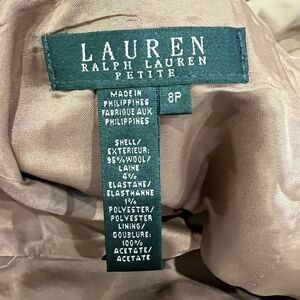 LAUREN
RALPH LAUREN
PETITE
8P
MADE IN
PHILIPPINES
FABRIQUE AUX
PHILIPPINES
SHELL/
EXTERIEUR:
95% WOOL/
LAINE
4%
ELASTANE/
ELASTHANNE
1%
POLYESTER/
POLYESTER
LINING/
DOUBLURE:
100%
ACETATE/
ACETATE